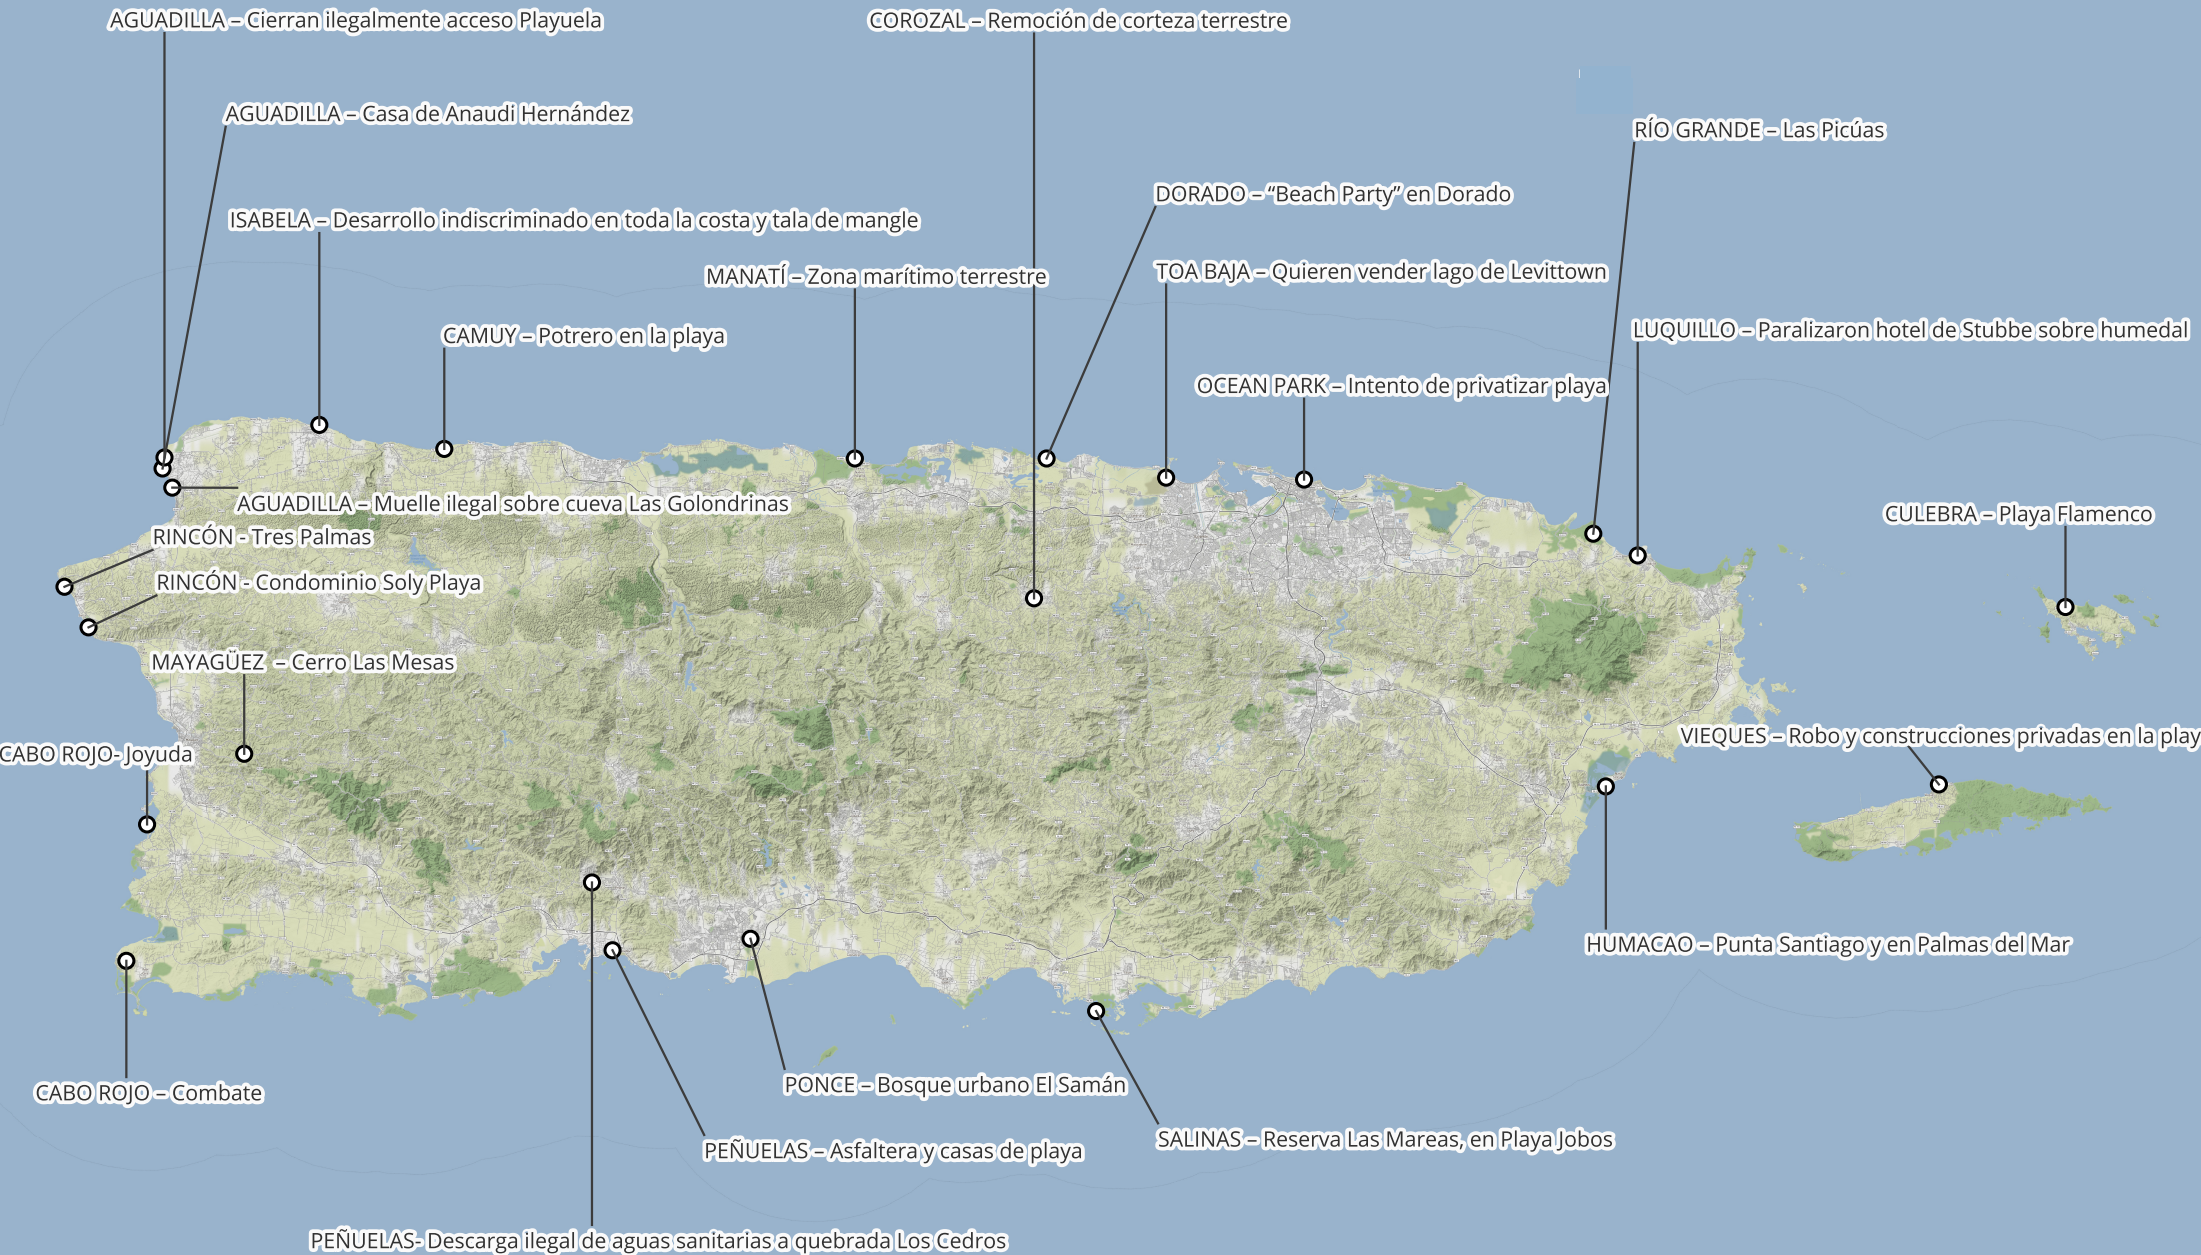 AGUADILLA – Cierran ilegalmente acceso Playuela
COROZAL – Remoción de corteza terrestre
AGUADILLA – Casa de Anaudi Hernández
RÍO GRANDE – Las Picúas
DORADO – “Beach Party” en Dorado
ISABELA – Desarrollo indiscriminado en toda la costa y tala de mangle
MANATÍ – Zona marítimo terrestre
TOA BAJA – Quieren vender lago de Levittown
CAMUY – Potrero en la playa
LUQUILLO – Paralizaron hotel de Stubbe sobre humedal
OCEAN PARK – Intento de privatizar playa
AGUADILLA – Muelle ilegal sobre cueva Las Golondrinas
CULEBRA – Playa Flamenco
RINCÓN - Tres Palmas
RINCÓN - Condominio Soly Playa
MAYAGÜEZ – Cerro Las Mesas
VIEQUES – Robo y construcciones privadas en la play
CABO ROJO- Joyuda
HUMACAO – Punta Santiago y en Palmas del Mar
CABO ROJO – Combate
PONCE – Bosque urbano El Samán
SALINAS – Reserva Las Mareas, en Playa Jobos
PEÑUELAS – Asfaltera y casas de playa
PEÑUELAS- Descarga ilegal de aguas sanitarias a quebrada Los Cedros